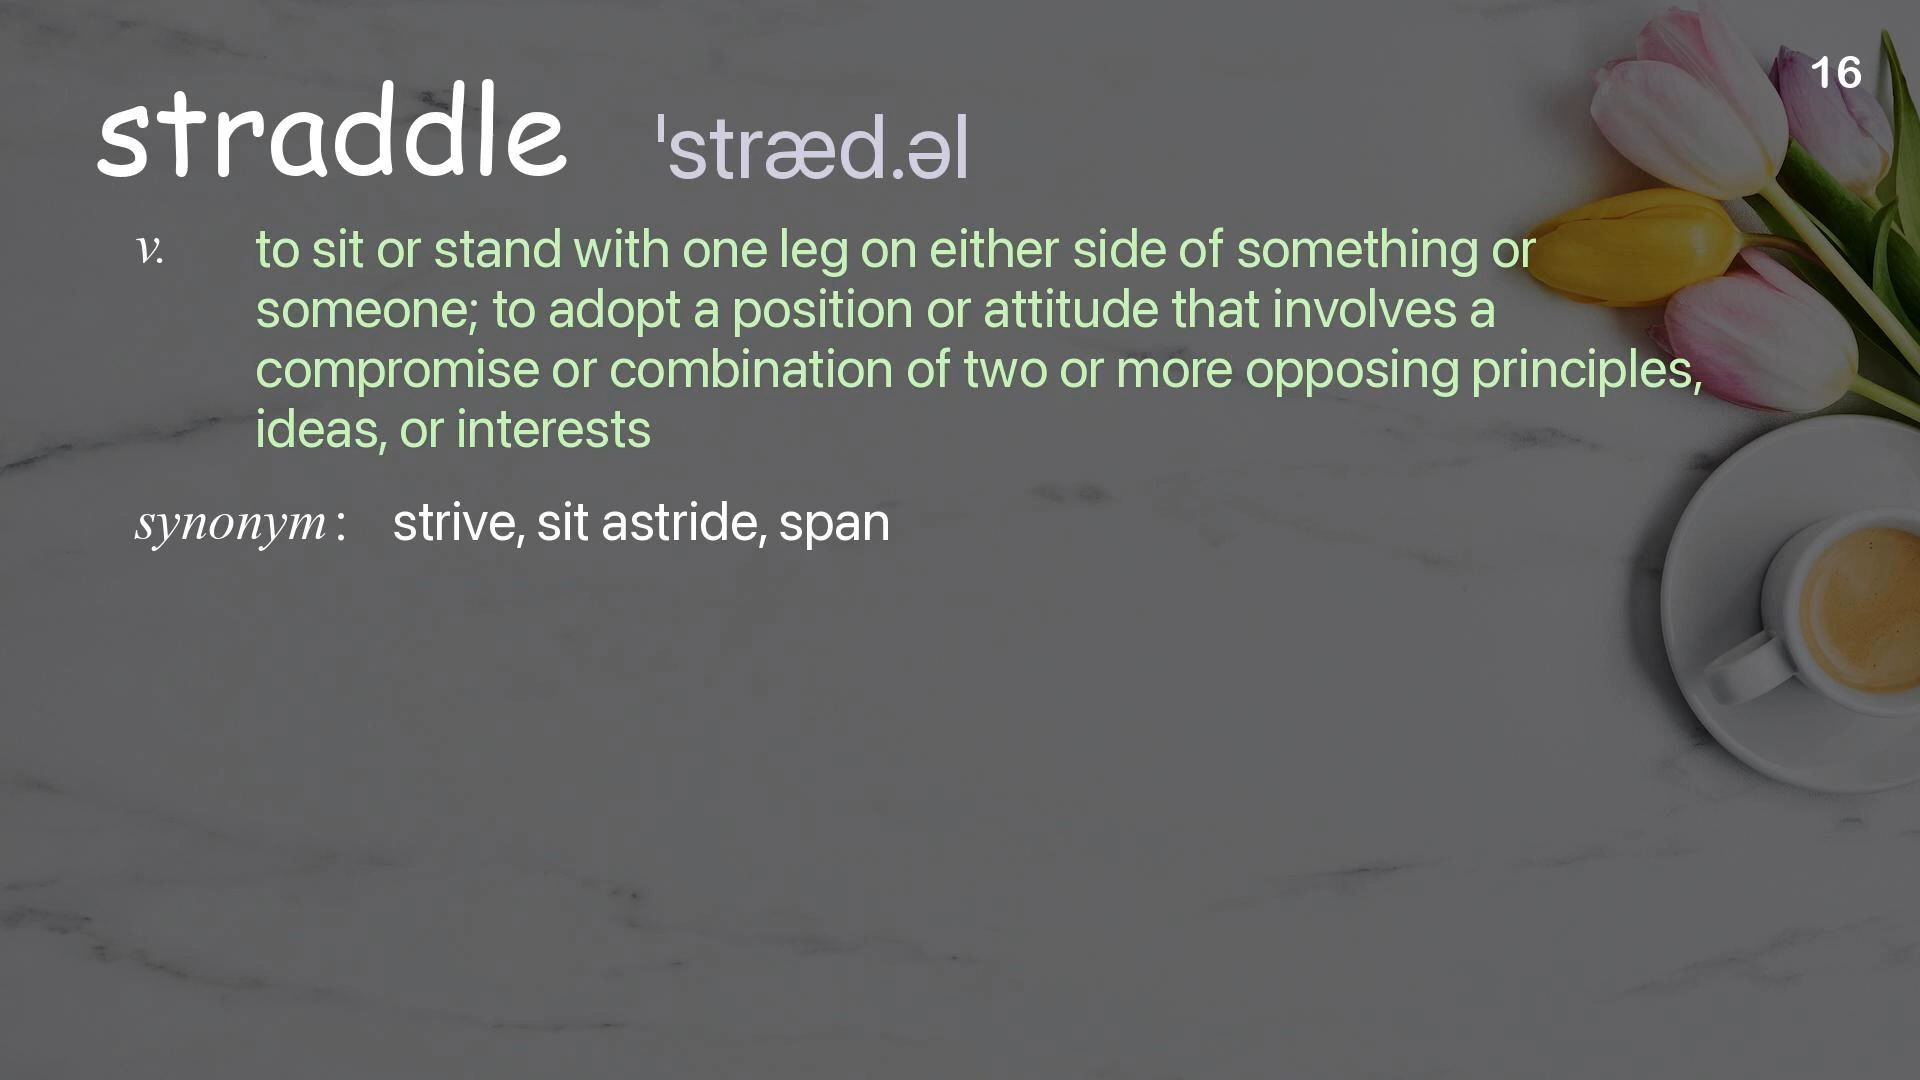 16
straddle ˈstræd.əl
v. to sit or stand with one leg on either side of something or
someone; to adopt a position or attitude that involves a
compromise or combination of two or more opposing principles,
ideas, or interests
synonym : strive, sit astride, span